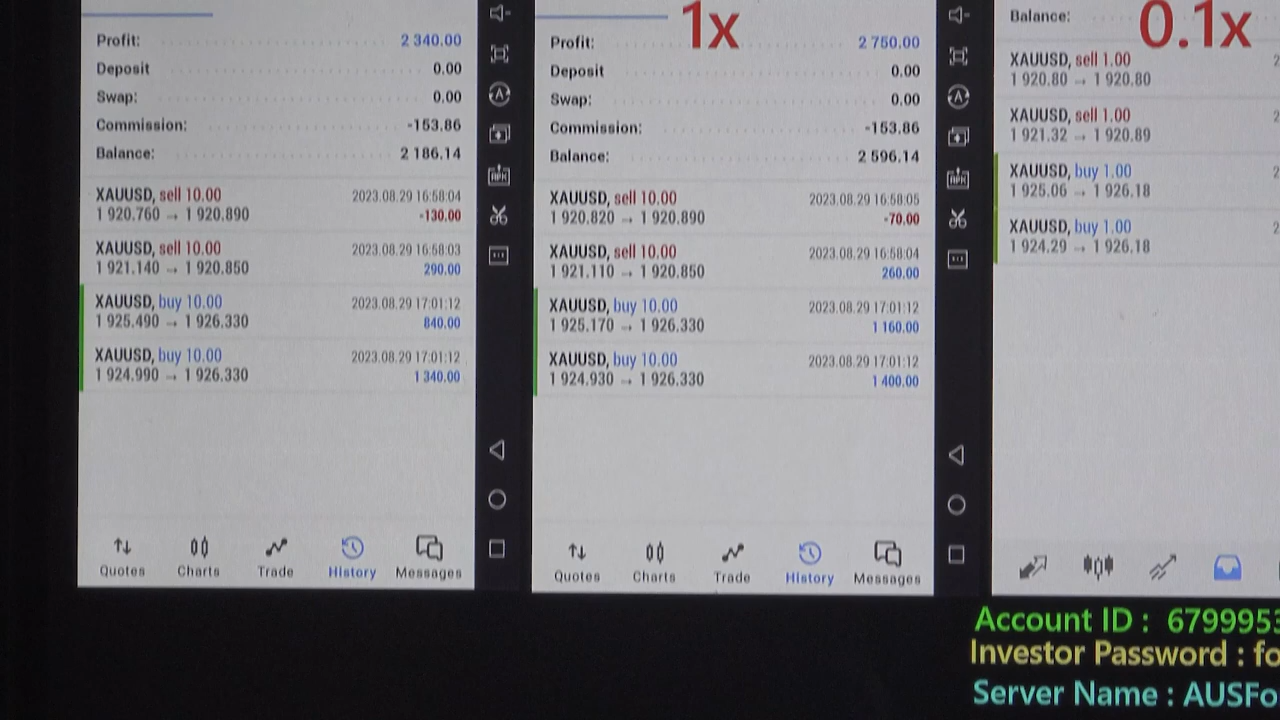 Profit: 2 340.00
Deposit 0.00
Swap: 0.00
Commission: -153.86
Balance: 2 186.14
XAUUSD, sell 10.00 2023.08.29 16:58:04
1 920.760 → 1 920.890 -130.00
XAUUSD, sell 10.00 2023.08.29 16:58:03
1 921.140 → 1 920.850 290.00
XAUUSD, buy 10.00 2023.08.29 17:01:12
1 925.490 → 1 926.330 840.00
XAUUSD, buy 10.00 2023.08.29 17:01:12
1 924.990 → 1 926.330 1 340.00
Quotes Charts Trade History Messages
1x
Profit: 2 750.00
Deposit 0.00
Swap: 0.00
Commission: -153.86
Balance: 2 596.14
XAUUSD, sell 10.00 2023.08.29 16:58:05
1 920.820 → 1 920.890 -70.00
XAUUSD, sell 10.00 2023.08.29 16:58:04
1 921.110 → 1 920.850 260.00
XAUUSD, buy 10.00 2023.08.29 17:01:12
1 925.170 → 1 926.330 1 160.00
XAUUSD, buy 10.00 2023.08.29 17:01:12
1 924.930 → 1 926.330 1 400.00
Quotes Charts Trade History Messages
0.1x
Balance:
XAUUSD, sell 1.00 2
1 920.80 → 1 920.80
XAUUSD, sell 1.00 2
1 921.32 → 1 920.89
XAUUSD, buy 1.00 2
1 925.06 → 1 926.18
XAUUSD, buy 1.00 2
1 924.29 → 1 926.18
Account ID : 6799953
Investor Password : fo
Server Name : AUSFo